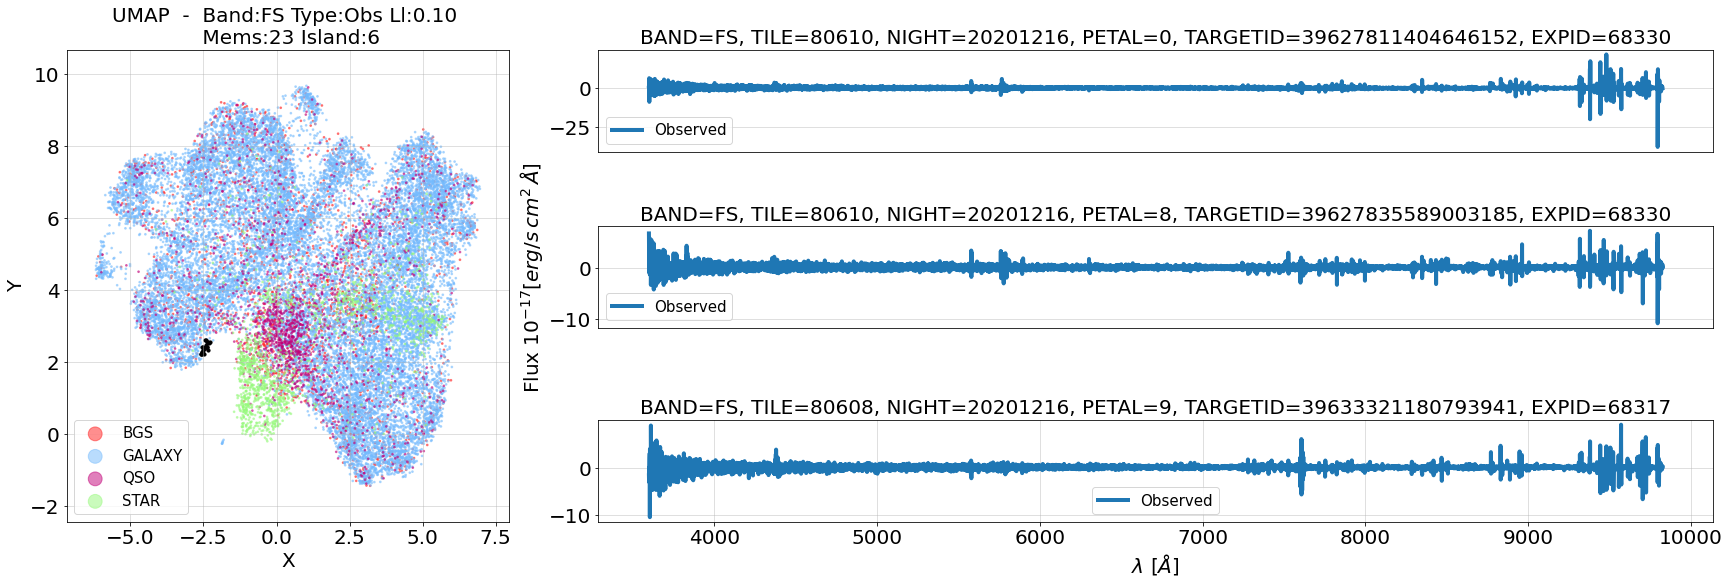 UMAP - Band:FS Type:Obs Ll:0.10
Mems:23 Island:6
Y
10
8
6
4
2
0
−2
BGS
GALAXY
QSO
STAR
−5.0 −2.5 0.0 2.5 5.0 7.5
X
Flux 10⁻¹⁷[erg/s cm² Å]
BAND=FS, TILE=80610, NIGHT=20201216, PETAL=0, TARGETID=39627811404646152, EXPID=68330
0
−25
Observed
BAND=FS, TILE=80610, NIGHT=20201216, PETAL=8, TARGETID=39627835589003185, EXPID=68330
0
−10
Observed
BAND=FS, TILE=80608, NIGHT=20201216, PETAL=9, TARGETID=39633321180793941, EXPID=68317
0
−10
Observed
4000 5000 6000 7000 8000 9000 10000
λ [Å]